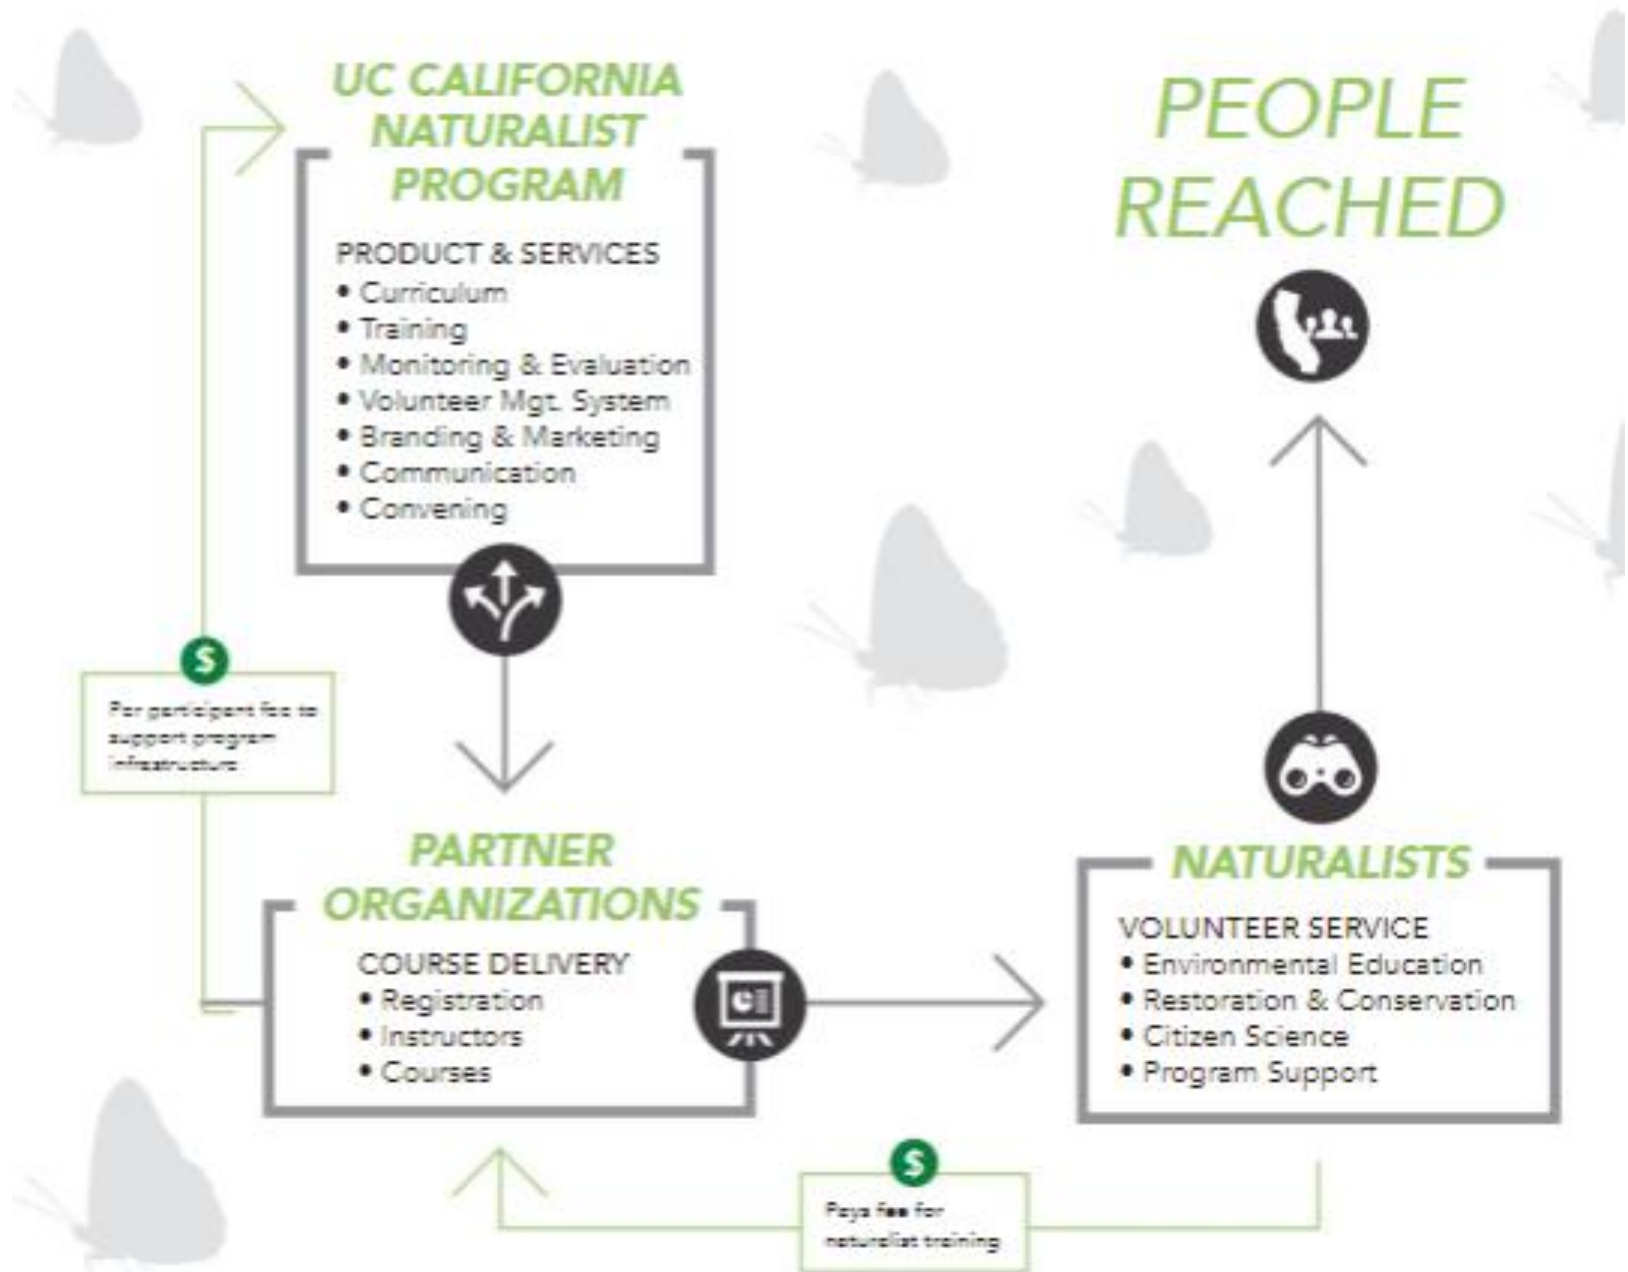 UC CALIFORNIA
NATURALIST
PROGRAM
PRODUCT & SERVICES
• Curriculum
• Training
• Monitoring & Evaluation
• Volunteer Mgt. System
• Branding & Marketing
• Communication
• Convening
$
Per participant fee to
support program
infrastructure
PARTNER
ORGANIZATIONS
COURSE DELIVERY
• Registration
• Instructors
• Courses
$
Pays fee for
naturalist training
NATURALISTS
VOLUNTEER SERVICE
• Environmental Education
• Restoration & Conservation
• Citizen Science
• Program Support
PEOPLE
REACHED